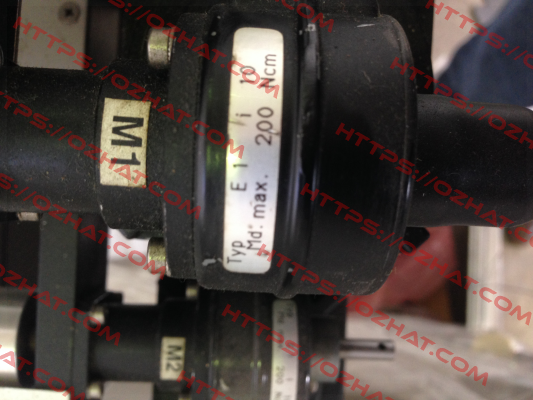 M1
Typ E 1 i 10
Md: max. 200 Ncm
M2
HTTPS://OZHAT.COM